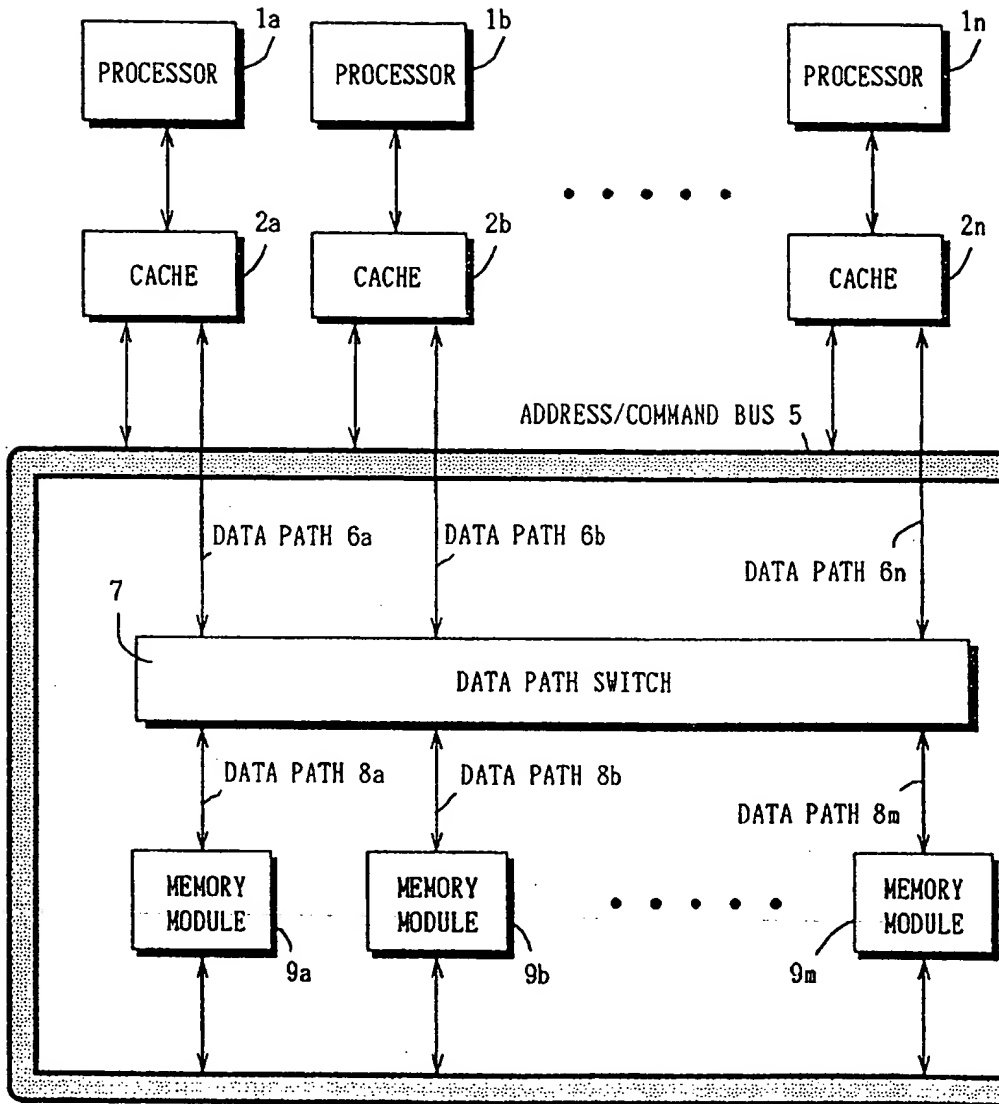 1a
1b
1n
PROCESSOR
PROCESSOR
PROCESSOR
2a
2b
2n
CACHE
CACHE
CACHE
ADDRESS/COMMAND BUS 5
DATA PATH 6a
DATA PATH 6b
DATA PATH 6n
7
DATA PATH SWITCH
DATA PATH 8a
DATA PATH 8b
DATA PATH 8m
MEMORY
MODULE
MEMORY
MODULE
MEMORY
MODULE
9a
9b
9m